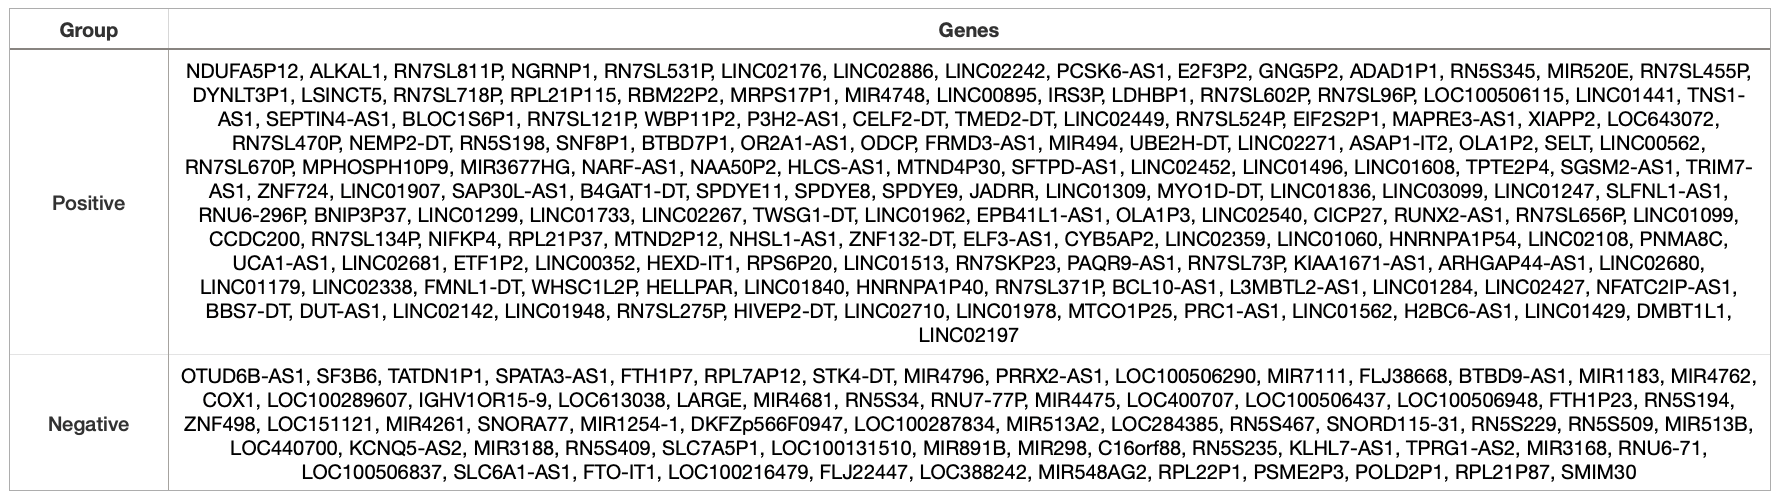 Group Genes
NDUFA5P12, ALKAL1, RN7SL811P, NGRNP1, RN7SL531P, LINC02176, LINC02886, LINC02242, PCSK6-AS1, E2F3P2, GNG5P2, ADAD1P1, RN5S345, MIR520E, RN7SL455P,
DYNLT3P1, LSINCT5, RN7SL718P, RPL21P115, RBM22P2, MRPS17P1, MIR4748, LINC00895, IRS3P, LDHBP1, RN7SL602P, RN7SL96P, LOC100506115, LINC01441, TNS1-
AS1, SEPTIN4-AS1, BLOC1S6P1, RN7SL121P, WBP11P2, P3H2-AS1, CELF2-DT, TMED2-DT, LINC02449, RN7SL524P, EIF2S2P1, MAPRE3-AS1, XIAPP2, LOC643072,
RN7SL470P, NEMP2-DT, RN5S198, SNF8P1, BTBD7P1, OR2A1-AS1, ODCP, FRMD3-AS1, MIR494, UBE2H-DT, LINC02271, ASAP1-IT2, OLA1P2, SELT, LINC00562,
RN7SL670P, MPHOSPH10P9, MIR3677HG, NARF-AS1, NAA50P2, HLCS-AS1, MTND4P30, SFTPD-AS1, LINC02452, LINC01496, LINC01608, TPTE2P4, SGSM2-AS1, TRIM7-
AS1, ZNF724, LINC01907, SAP30L-AS1, B4GAT1-DT, SPDYE11, SPDYE8, SPDYE9, JADRR, LINC01309, MYO1D-DT, LINC01836, LINC03099, LINC01247, SLFNL1-AS1,
Positive
RNU6-296P, BNIP3P37, LINC01299, LINC01733, LINC02267, TWSG1-DT, LINC01962, EPB41L1-AS1, OLA1P3, LINC02540, CICP27, RUNX2-AS1, RN7SL656P, LINC01099,
CCDC200, RN7SL134P, NIFKP4, RPL21P37, MTND2P12, NHSL1-AS1, ZNF132-DT, ELF3-AS1, CYB5AP2, LINC02359, LINC01060, HNRNPA1P54, LINC02108, PNMA8C,
UCA1-AS1, LINC02681, ETF1P2, LINC00352, HEXD-IT1, RPS6P20, LINC01513, RN7SKP23, PAQR9-AS1, RN7SL73P, KIAA1671-AS1, ARHGAP44-AS1, LINC02680,
LINC01179, LINC02338, FMNL1-DT, WHSC1L2P, HELLPAR, LINC01840, HNRNPA1P40, RN7SL371P, BCL10-AS1, L3MBTL2-AS1, LINC01284, LINC02427, NFATC2IP-AS1,
BBS7-DT, DUT-AS1, LINC02142, LINC01948, RN7SL275P, HIVEP2-DT, LINC02710, LINC01978, MTCO1P25, PRC1-AS1, LINC01562, H2BC6-AS1, LINC01429, DMBT1L1,
LINC02197
OTUD6B-AS1, SF3B6, TATDN1P1, SPATA3-AS1, FTH1P7, RPL7AP12, STK4-DT, MIR4796, PRRX2-AS1, LOC100506290, MIR7111, FLJ38668, BTBD9-AS1, MIR1183, MIR4762,
COX1, LOC100289607, IGHV1OR15-9, LOC613038, LARGE, MIR4681, RN5S34, RNU7-77P, MIR4475, LOC400707, LOC100506437, LOC100506948, FTH1P23, RN5S194,
Negative
ZNF498, LOC151121, MIR4261, SNORA77, MIR1254-1, DKFZp566F0947, LOC100287834, MIR513A2, LOC284385, RN5S467, SNORD115-31, RN5S229, RN5S509, MIR513B,
LOC440700, KCNQ5-AS2, MIR3188, RN5S409, SLC7A5P1, LOC100131510, MIR891B, MIR298, C16orf88, RN5S235, KLHL7-AS1, TPRG1-AS2, MIR3168, RNU6-71,
LOC100506837, SLC6A1-AS1, FTO-IT1, LOC100216479, FLJ22447, LOC388242, MIR548AG2, RPL22P1, PSME2P3, POLD2P1, RPL21P87, SMIM30